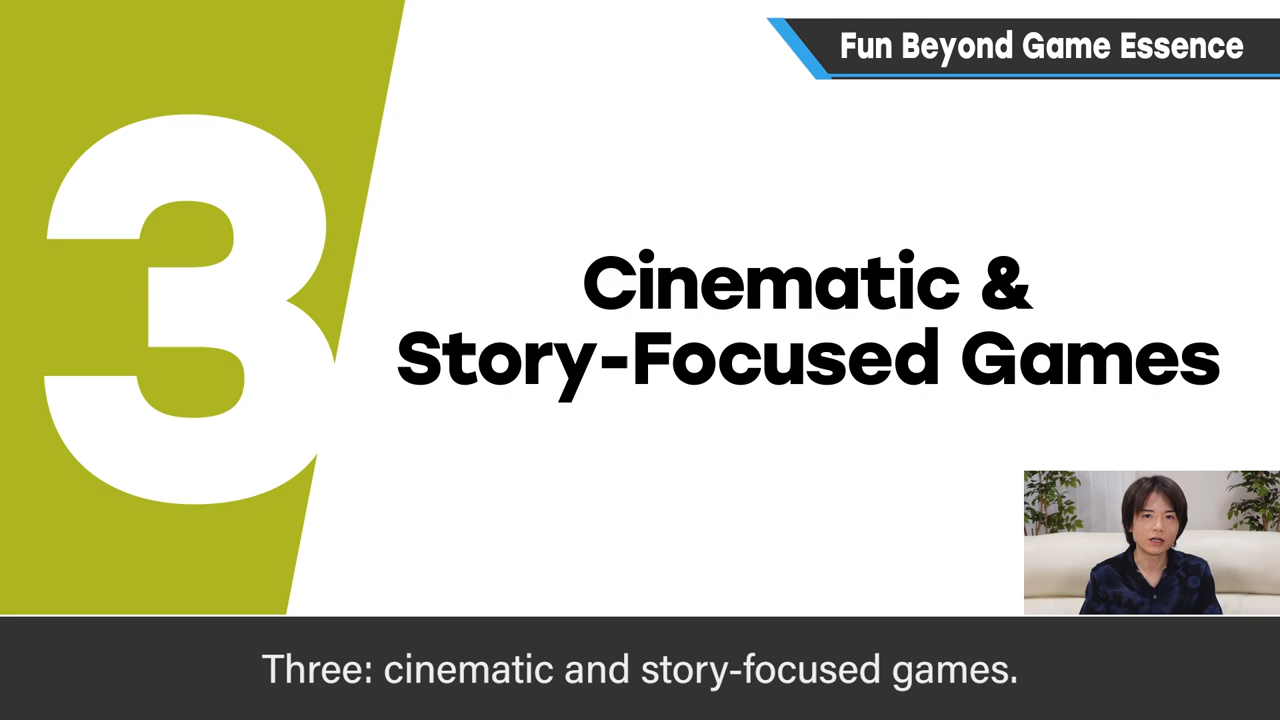 Fun Beyond Game Essence
3
Cinematic &
Story-Focused Games
Three: cinematic and story-focused games.